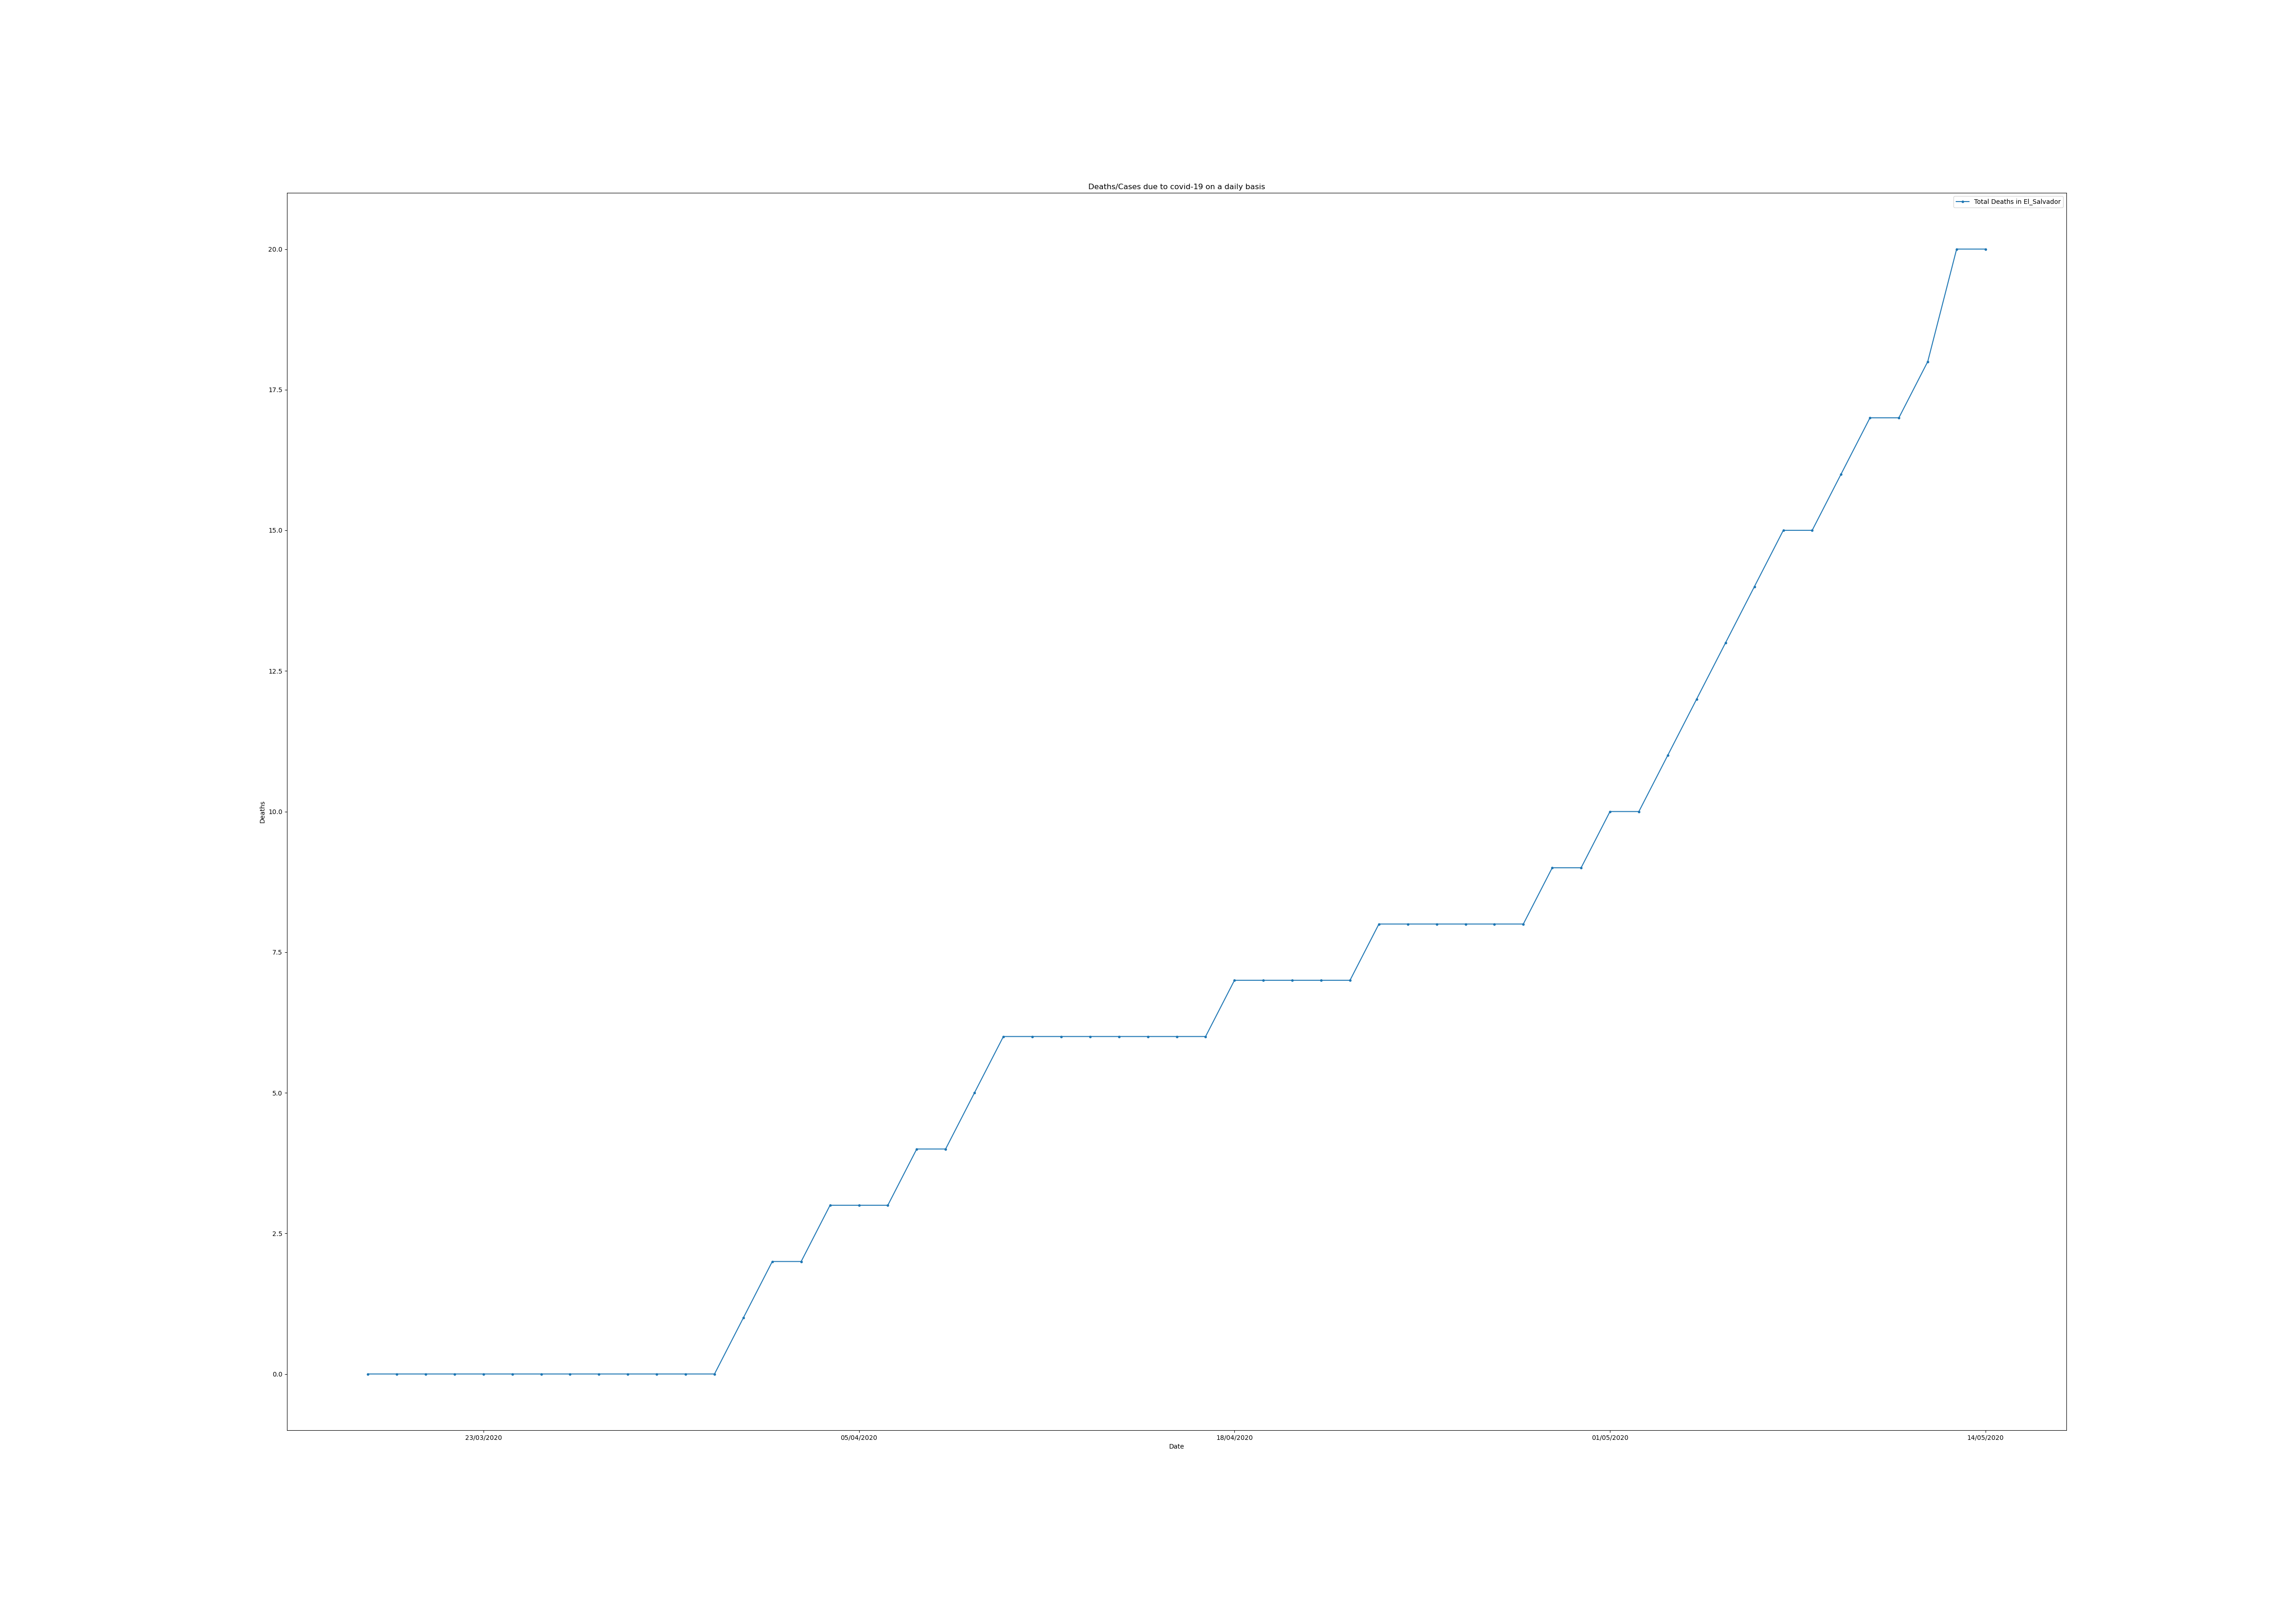 Deaths/Cases due to covid-19 on a daily basis
Total Deaths in El_Salvador
20.0
17.5
15.0
12.5
10.0
7.5
5.0
2.5
0.0
Deaths
23/03/2020 05/04/2020 18/04/2020 01/05/2020 14/05/2020
Date